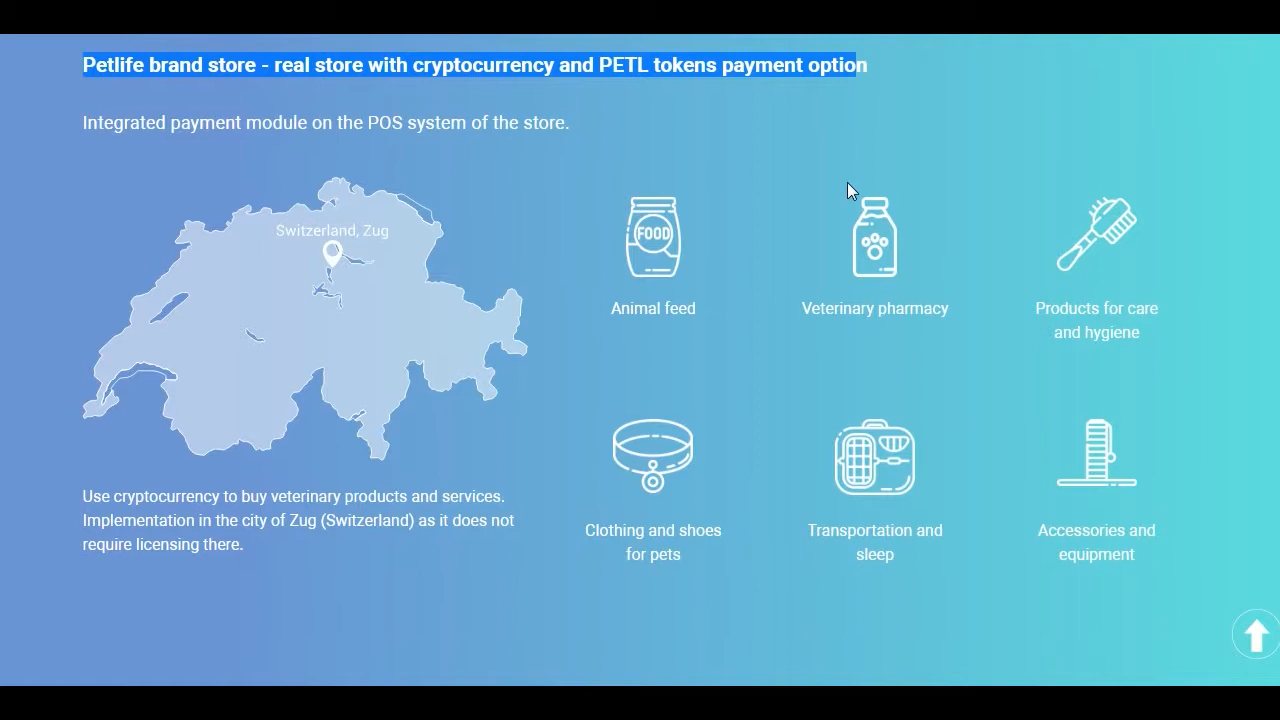 Petlife brand store - real store with cryptocurrency and PETL tokens payment option
Integrated payment module on the POS system of the store.
Switzerland, Zug
FOOD
Animal feed
Veterinary pharmacy
Products for care
and hygiene
Clothing and shoes
for pets
Transportation and
sleep
Accessories and
equipment
Use cryptocurrency to buy veterinary products and services.
Implementation in the city of Zug (Switzerland) as it does not
require licensing there.